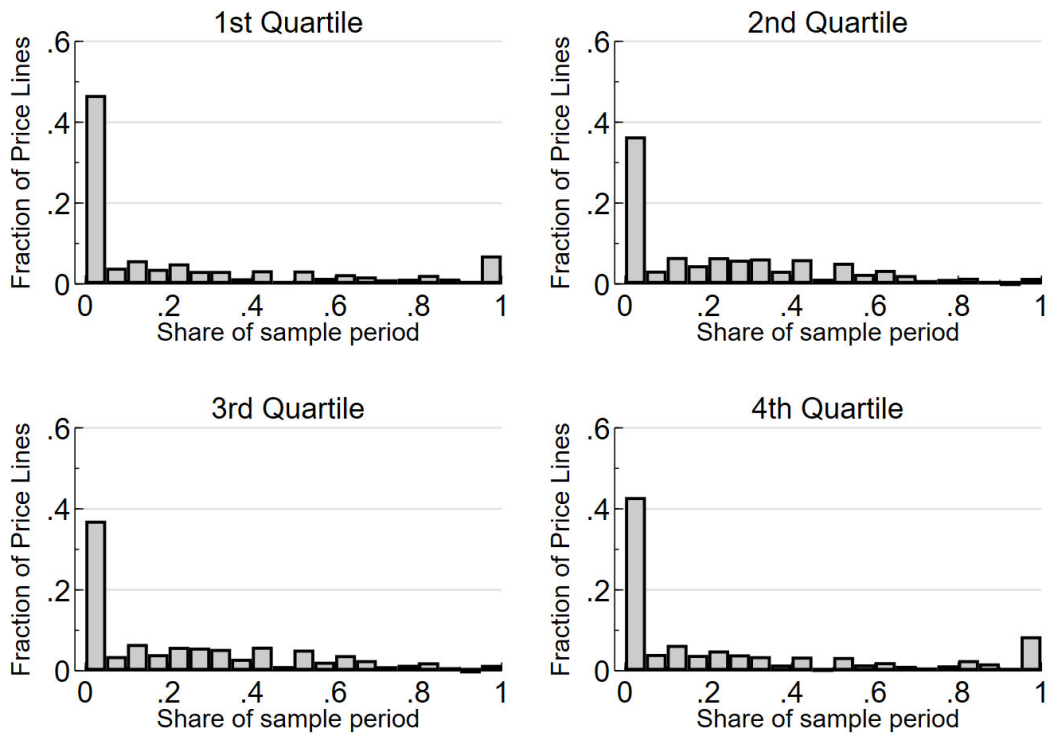 1st Quartile
.6
.4
.2
0
Fraction of Price Lines
0 .2 .4 .6 .8 1
Share of sample period
2nd Quartile
.6
.4
.2
0
Fraction of Price Lines
0 .2 .4 .6 .8 1
Share of sample period
3rd Quartile
.6
.4
.2
0
Fraction of Price Lines
0 .2 .4 .6 .8 1
Share of sample period
4th Quartile
.6
.4
.2
0
Fraction of Price Lines
0 .2 .4 .6 .8 1
Share of sample period